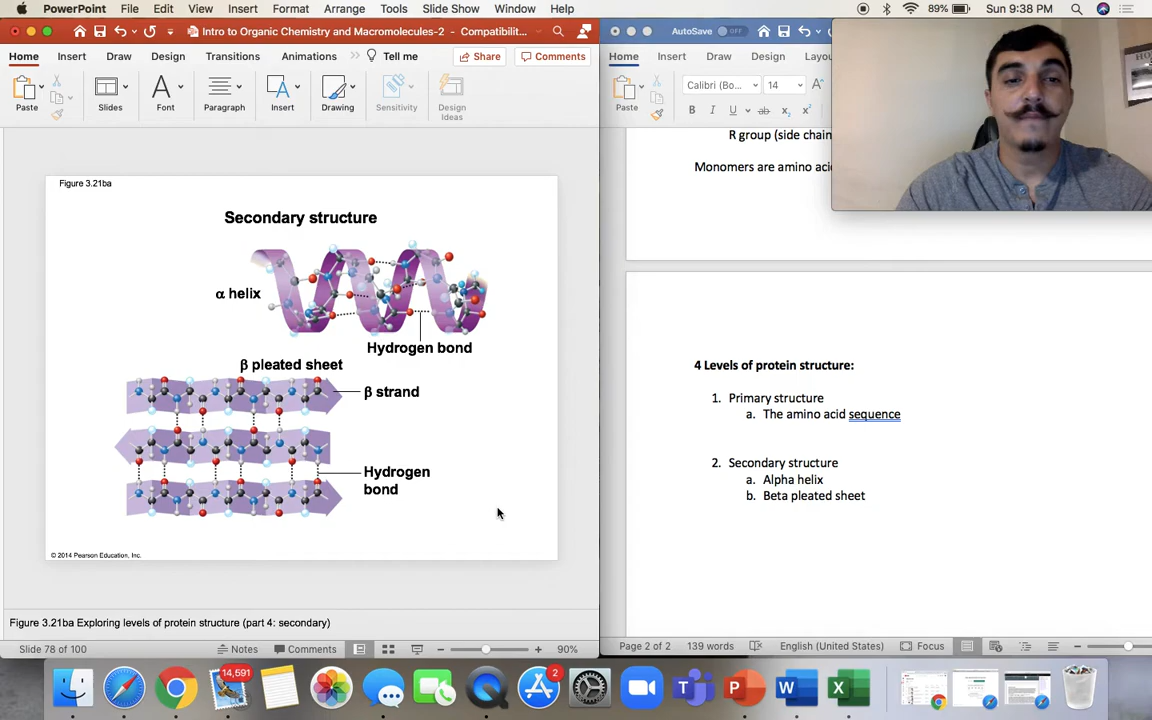 PowerPoint File Edit View Insert Format Arrange Tools Slide Show Window Help
89% Sun 9:38 PM
Intro to Organic Chemistry and Macromolecules-2 - Compatibilit...
Home Insert Draw Design Transitions Animations Tell me Share Comments
Paste Slides Font Paragraph Insert Drawing Sensitivity Design Ideas
AutoSave OFF
Home Insert Draw Design Layou
Paste Calibri (Bo... 14
Figure 3.21ba
Secondary structure
α helix
Hydrogen bond
β pleated sheet
β strand
Hydrogen
bond
© 2014 Pearson Education, Inc.
Figure 3.21ba Exploring levels of protein structure (part 4: secondary)
Slide 78 of 100 Notes Comments 90%
R group (side chain
Monomers are amino acid
4 Levels of protein structure:
1. Primary structure
a. The amino acid sequence
2. Secondary structure
a. Alpha helix
b. Beta pleated sheet
Page 2 of 2 139 words English (United States) Focus
14,591
2